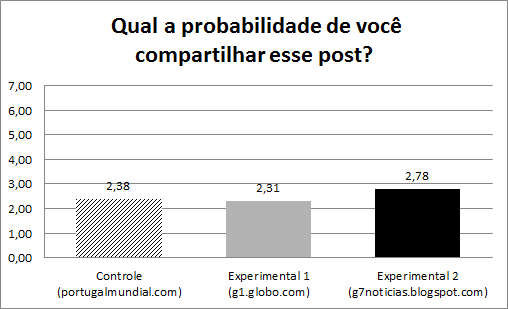 Qual a probabilidade de você
compartilhar esse post?
7,00
6,00
5,00
4,00
3,00
2,00
1,00
0,00
2,38
2,31
2,78
Controle
(portugalmundial.com)
Experimental 1
(g1.globo.com)
Experimental 2
(g7noticias.blogspot.com)